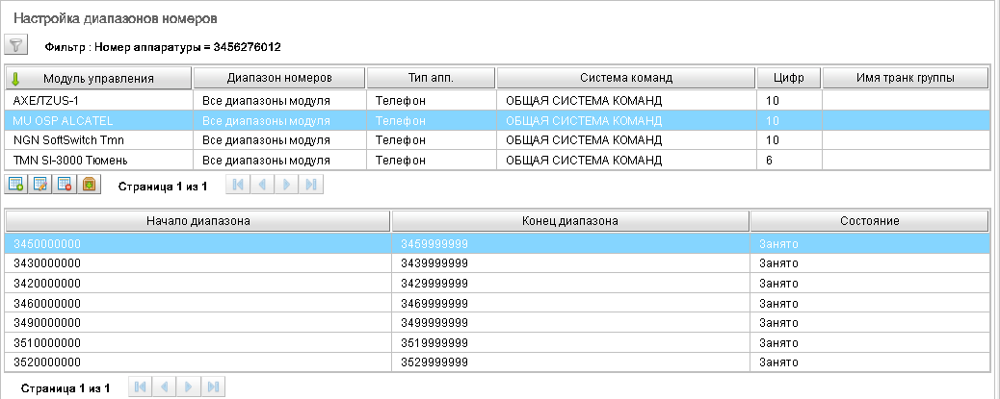 Настройка диапазонов номеров
Фильтр : Номер аппаратуры = 3456276012
Модуль управления Диапазон номеров Тип апп. Система команд Цифр Имя транк группы
AXE/TZUS-1 Все диапазоны модуля Телефон ОБЩАЯ СИСТЕМА КОМАНД 10
MU OSP ALCATEL Все диапазоны модуля Телефон ОБЩАЯ СИСТЕМА КОМАНД 10
NGN SoftSwitch Tmn Все диапазоны модуля Телефон ОБЩАЯ СИСТЕМА КОМАНД 10
TMN SI-3000 Тюмень Все диапазоны модуля Телефон ОБЩАЯ СИСТЕМА КОМАНД 6
Страница 1 из 1
Начало диапазона Конец диапазона Состояние
3450000000 3459999999 Занято
3430000000 3439999999 Занято
3420000000 3429999999 Занято
3460000000 3469999999 Занято
3490000000 3499999999 Занято
3510000000 3519999999 Занято
3520000000 3529999999 Занято
Страница 1 из 1